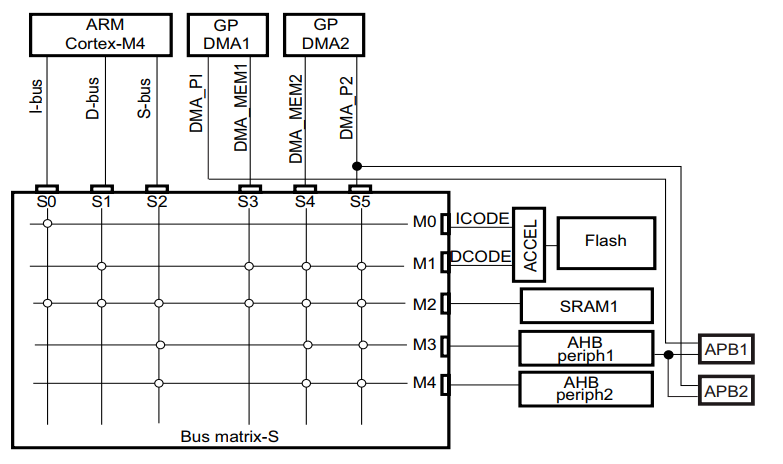 ARM
Cortex-M4
GP
DMA1
GP
DMA2
I-bus
D-bus
S-bus
DMA_PI
DMA_MEM1
DMA_MEM2
DMA_P2
S0 S1 S2 S3 S4 S5
M0 ICODE
M1 DCODE
ACCEL
Flash
M2
SRAM1
M3
AHB
periph1
APB1
M4
AHB
periph2
APB2
Bus matrix-S